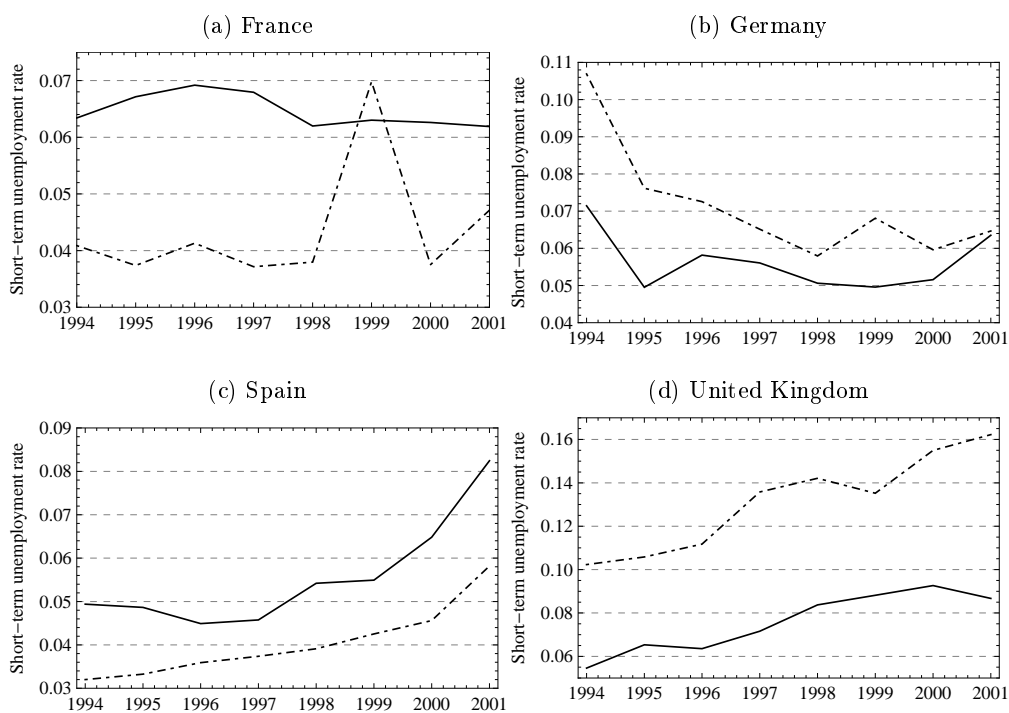 (a) France
Short−term unemployment rate
0.07
0.06
0.05
0.04
0.03
1994 1995 1996 1997 1998 1999 2000 2001
(b) Germany
Short−term unemployment rate
0.11
0.10
0.09
0.08
0.07
0.06
0.05
0.04
1994 1995 1996 1997 1998 1999 2000 2001
(c) Spain
Short−term unemployment rate
0.09
0.08
0.07
0.06
0.05
0.04
0.03
1994 1995 1996 1997 1998 1999 2000 2001
(d) United Kingdom
Short−term unemployment rate
0.16
0.14
0.12
0.10
0.08
0.06
1994 1995 1996 1997 1998 1999 2000 2001